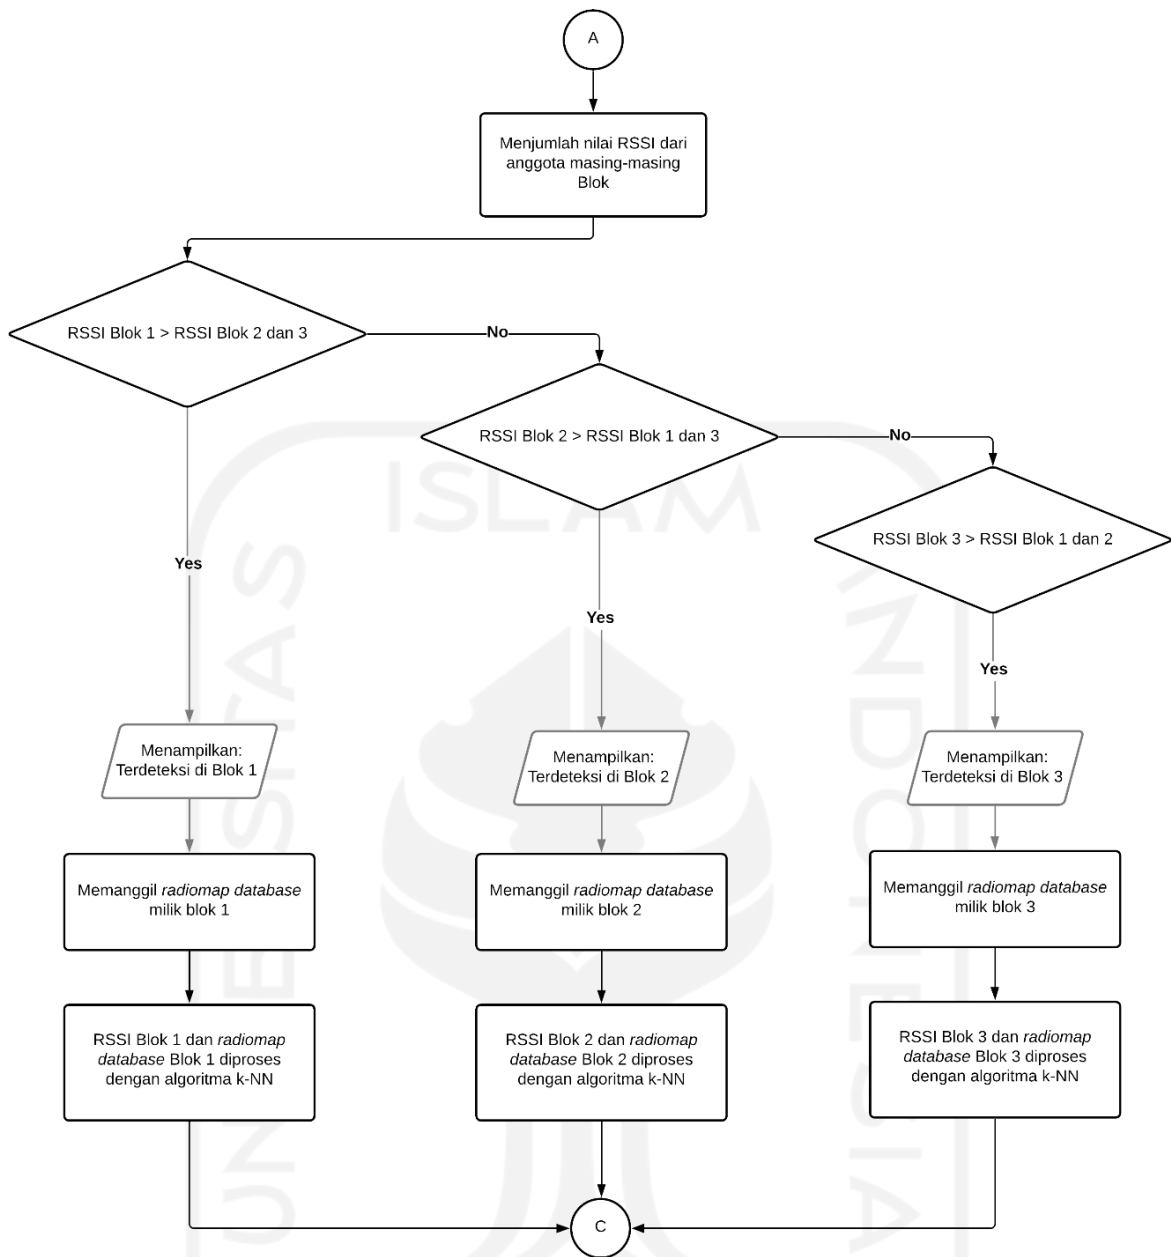 A
Menjumlah nilai RSSI dari
anggota masing-masing
Blok
RSSI Blok 1 > RSSI Blok 2 dan 3
No
RSSI Blok 2 > RSSI Blok 1 dan 3
No
RSSI Blok 3 > RSSI Blok 1 dan 2
Yes
Yes
Yes
Menampilkan:
Terdeteksi di Blok 1
Menampilkan:
Terdeteksi di Blok 2
Menampilkan:
Terdeteksi di Blok 3
Memanggil radiomap database
milik blok 1
Memanggil radiomap database
milik blok 2
Memanggil radiomap database
milik blok 3
RSSI Blok 1 dan radiomap
database Blok 1 diproses
dengan algoritma k-NN
RSSI Blok 2 dan radiomap
database Blok 2 diproses
dengan algoritma k-NN
RSSI Blok 3 dan radiomap
database Blok 3 diproses
dengan algoritma k-NN
C
ISLAM